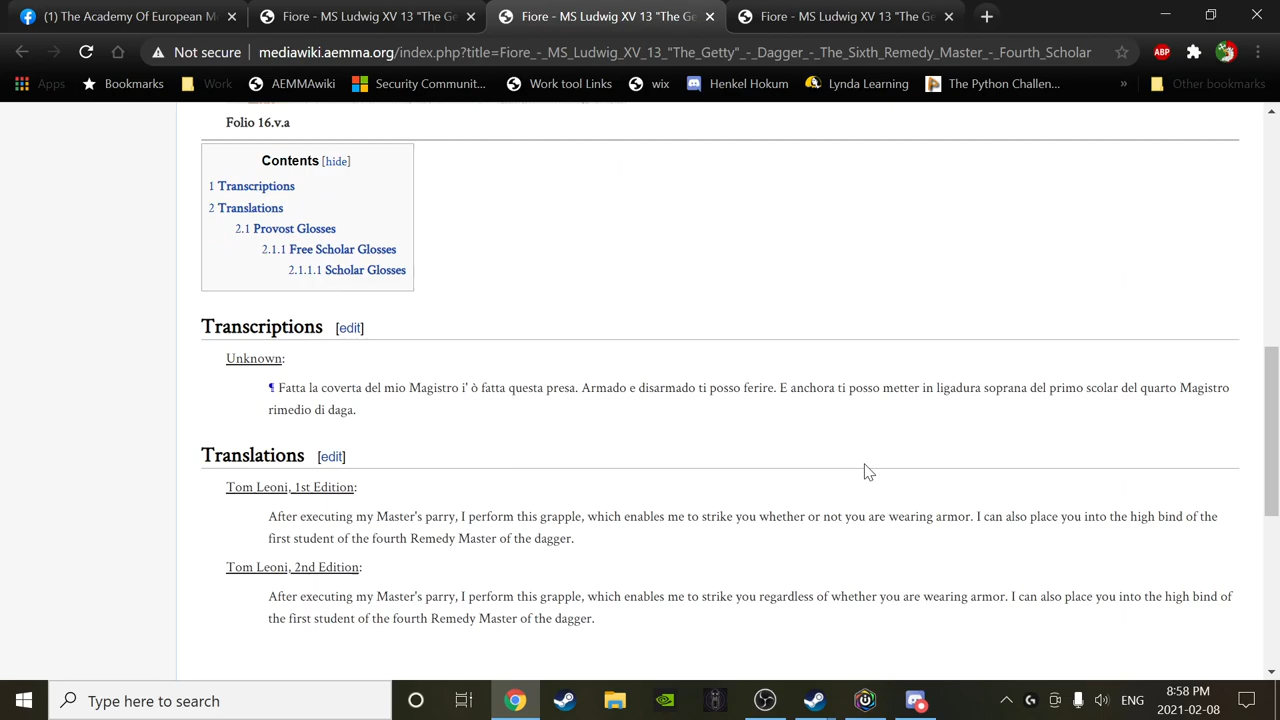 (1) The Academy Of European M
Fiore - MS Ludwig XV 13 "The Ge
Fiore - MS Ludwig XV 13 "The Ge
Fiore - MS Ludwig XV 13 "The Ge
Not secure
mediawiki.aemma.org/index.php?title=Fiore_-_MS_Ludwig_XV_13_"The_Getty"_-_Dagger_-_The_Sixth_Remedy_Master_-_Fourth_Scholar
ABP
Apps
Bookmarks
Work
AEMMAwiki
Security Communit...
Work tool Links
wix
Henkel Hokum
Lynda Learning
The Python Challen...
»
Other bookmarks
Folio 16.v.a
Contents [hide]
1 Transcriptions
2 Translations
2.1 Provost Glosses
2.1.1 Free Scholar Glosses
2.1.1.1 Scholar Glosses
Transcriptions [edit]
Unknown:
¶ Fatta la coverta del mio Magistro i' ò fatta questa presa. Armado e disarmado ti posso ferire. E anchora ti posso metter in ligadura soprana del primo scolar del quarto Magistro
rimedio di daga.
Translations [edit]
Tom Leoni, 1st Edition:
After executing my Master's parry, I perform this grapple, which enables me to strike you whether or not you are wearing armor. I can also place you into the high bind of the
first student of the fourth Remedy Master of the dagger.
Tom Leoni, 2nd Edition:
After executing my Master's parry, I perform this grapple, which enables me to strike you regardless of whether you are wearing armor. I can also place you into the high bind of
the first student of the fourth Remedy Master of the dagger.
Type here to search
ENG
8:58 PM
2021-02-08